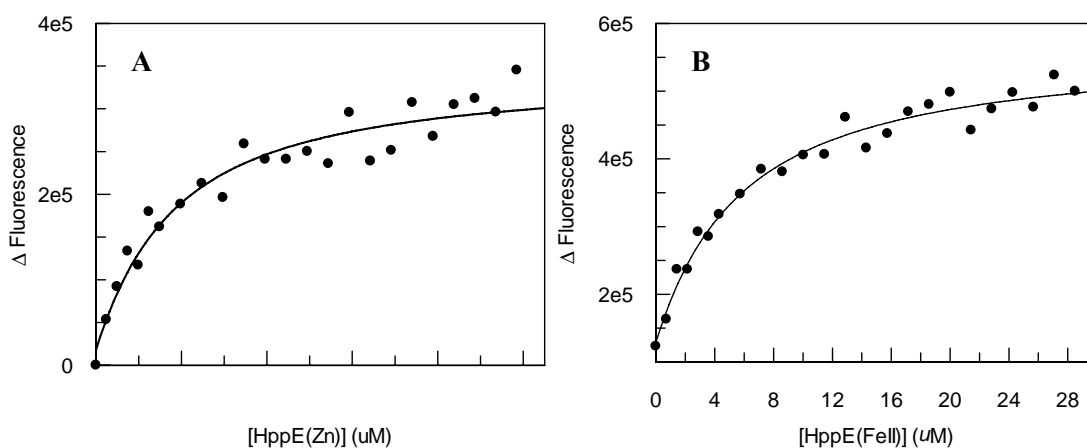 4e5
A
2e5
0
Δ Fluorescence
[HppE(Zn)] (uM)
6e5
B
4e5
2e5
Δ Fluorescence
0 4 8 12 16 20 24 28
[HppE(FeII)] (uM)